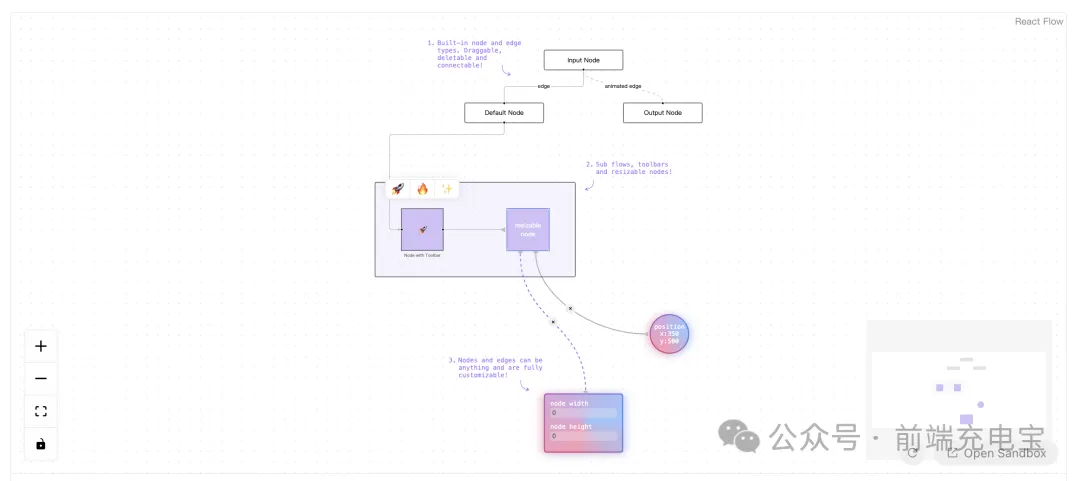 React Flow
1. Built-in node and edge
types. Draggable,
deletable and
connectable!
Input Node
edge
animated edge
Default Node
Output Node
2. Sub flows, toolbars
and resizable nodes!
resizable
node
Node with Toolbar
position
x:350
y:500
3. Nodes and edges can be
anything and are fully
customizable!
node width
0
node height
0
公众号 · 前端充电宝
Open Sandbox